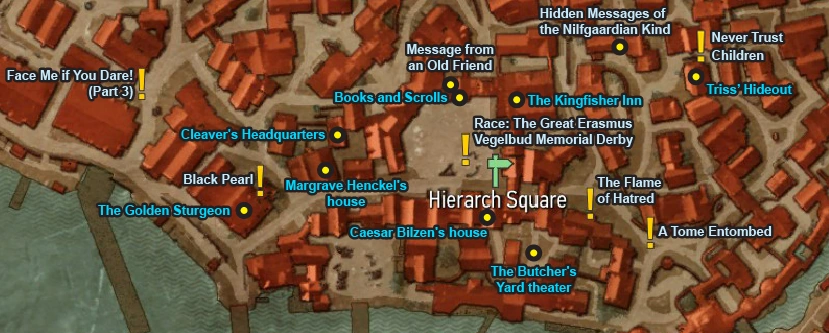 Hidden Messages of
the Nilfgaardian Kind
Never Trust
Children
Message from
an Old Friend
Face Me if You Dare!
(Part 3)
Triss' Hideout
Books and Scrolls
The Kingfisher Inn
Race: The Great Erasmus
Vegelbud Memorial Derby
Cleaver's Headquarters
Black Pearl
Margrave Henckel's
house
The Flame
of Hatred
Hierarch Square
The Golden Sturgeon
Caesar Bilzen's house
A Tome Entombed
The Butcher's
Yard theater